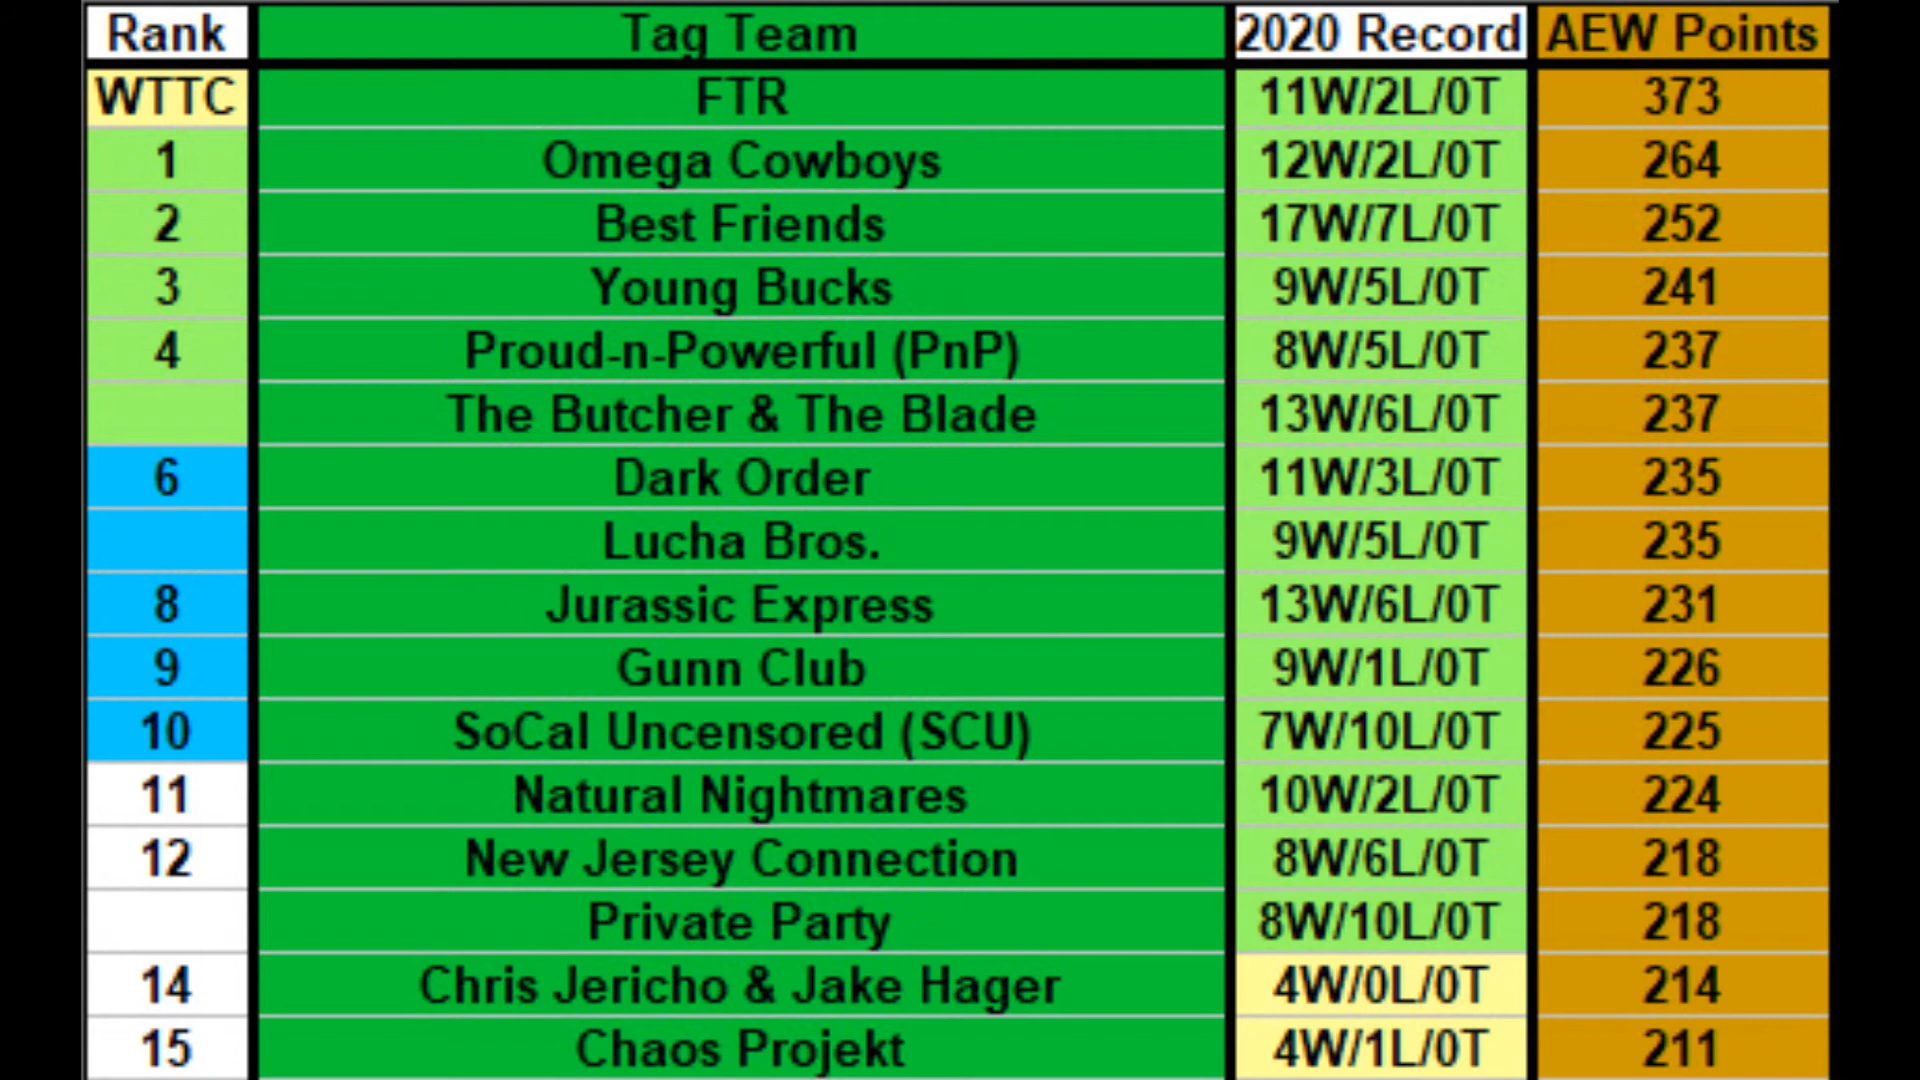 Rank Tag Team 2020 Record AEW Points
WTTC FTR 11W/2L/0T 373
1 Omega Cowboys 12W/2L/0T 264
2 Best Friends 17W/7L/0T 252
3 Young Bucks 9W/5L/0T 241
4 Proud-n-Powerful (PnP) 8W/5L/0T 237
The Butcher & The Blade 13W/6L/0T 237
6 Dark Order 11W/3L/0T 235
Lucha Bros. 9W/5L/0T 235
8 Jurassic Express 13W/6L/0T 231
9 Gunn Club 9W/1L/0T 226
10 SoCal Uncensored (SCU) 7W/10L/0T 225
11 Natural Nightmares 10W/2L/0T 224
12 New Jersey Connection 8W/6L/0T 218
Private Party 8W/10L/0T 218
14 Chris Jericho & Jake Hager 4W/0L/0T 214
15 Chaos Projekt 4W/1L/0T 211